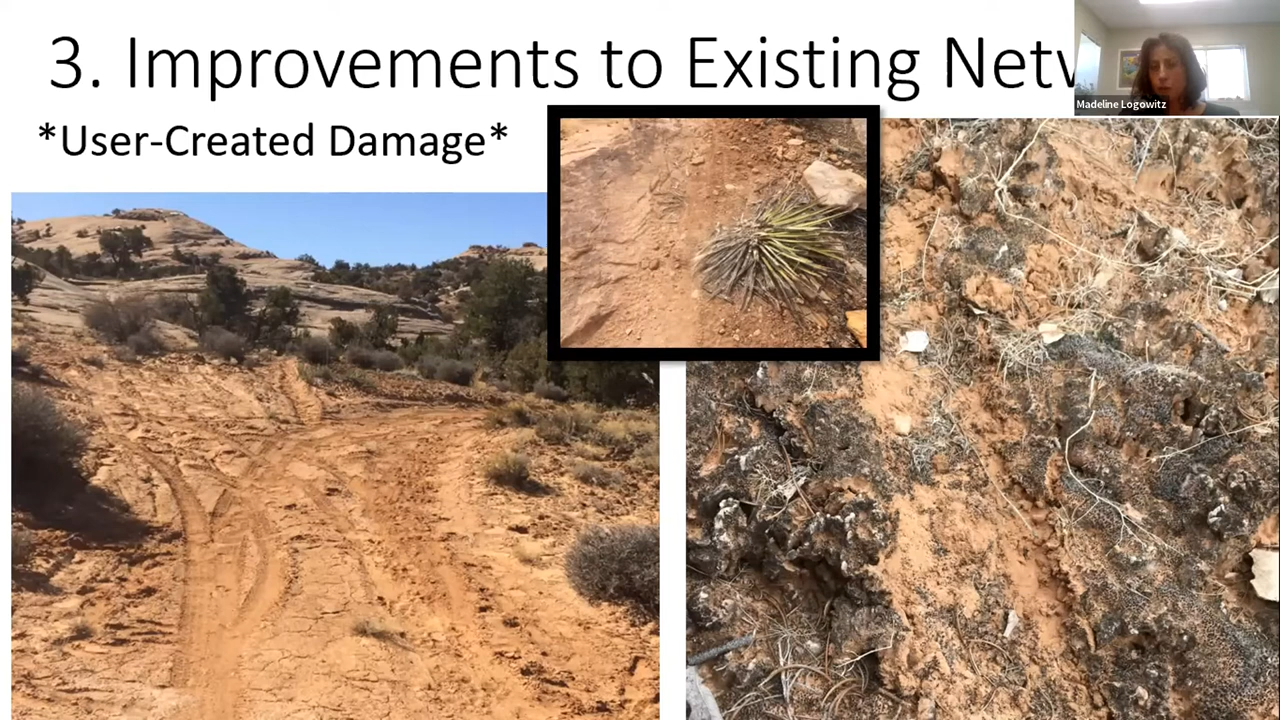 3. Improvements to Existing Netw
*User-Created Damage*
Madeline Logowitz